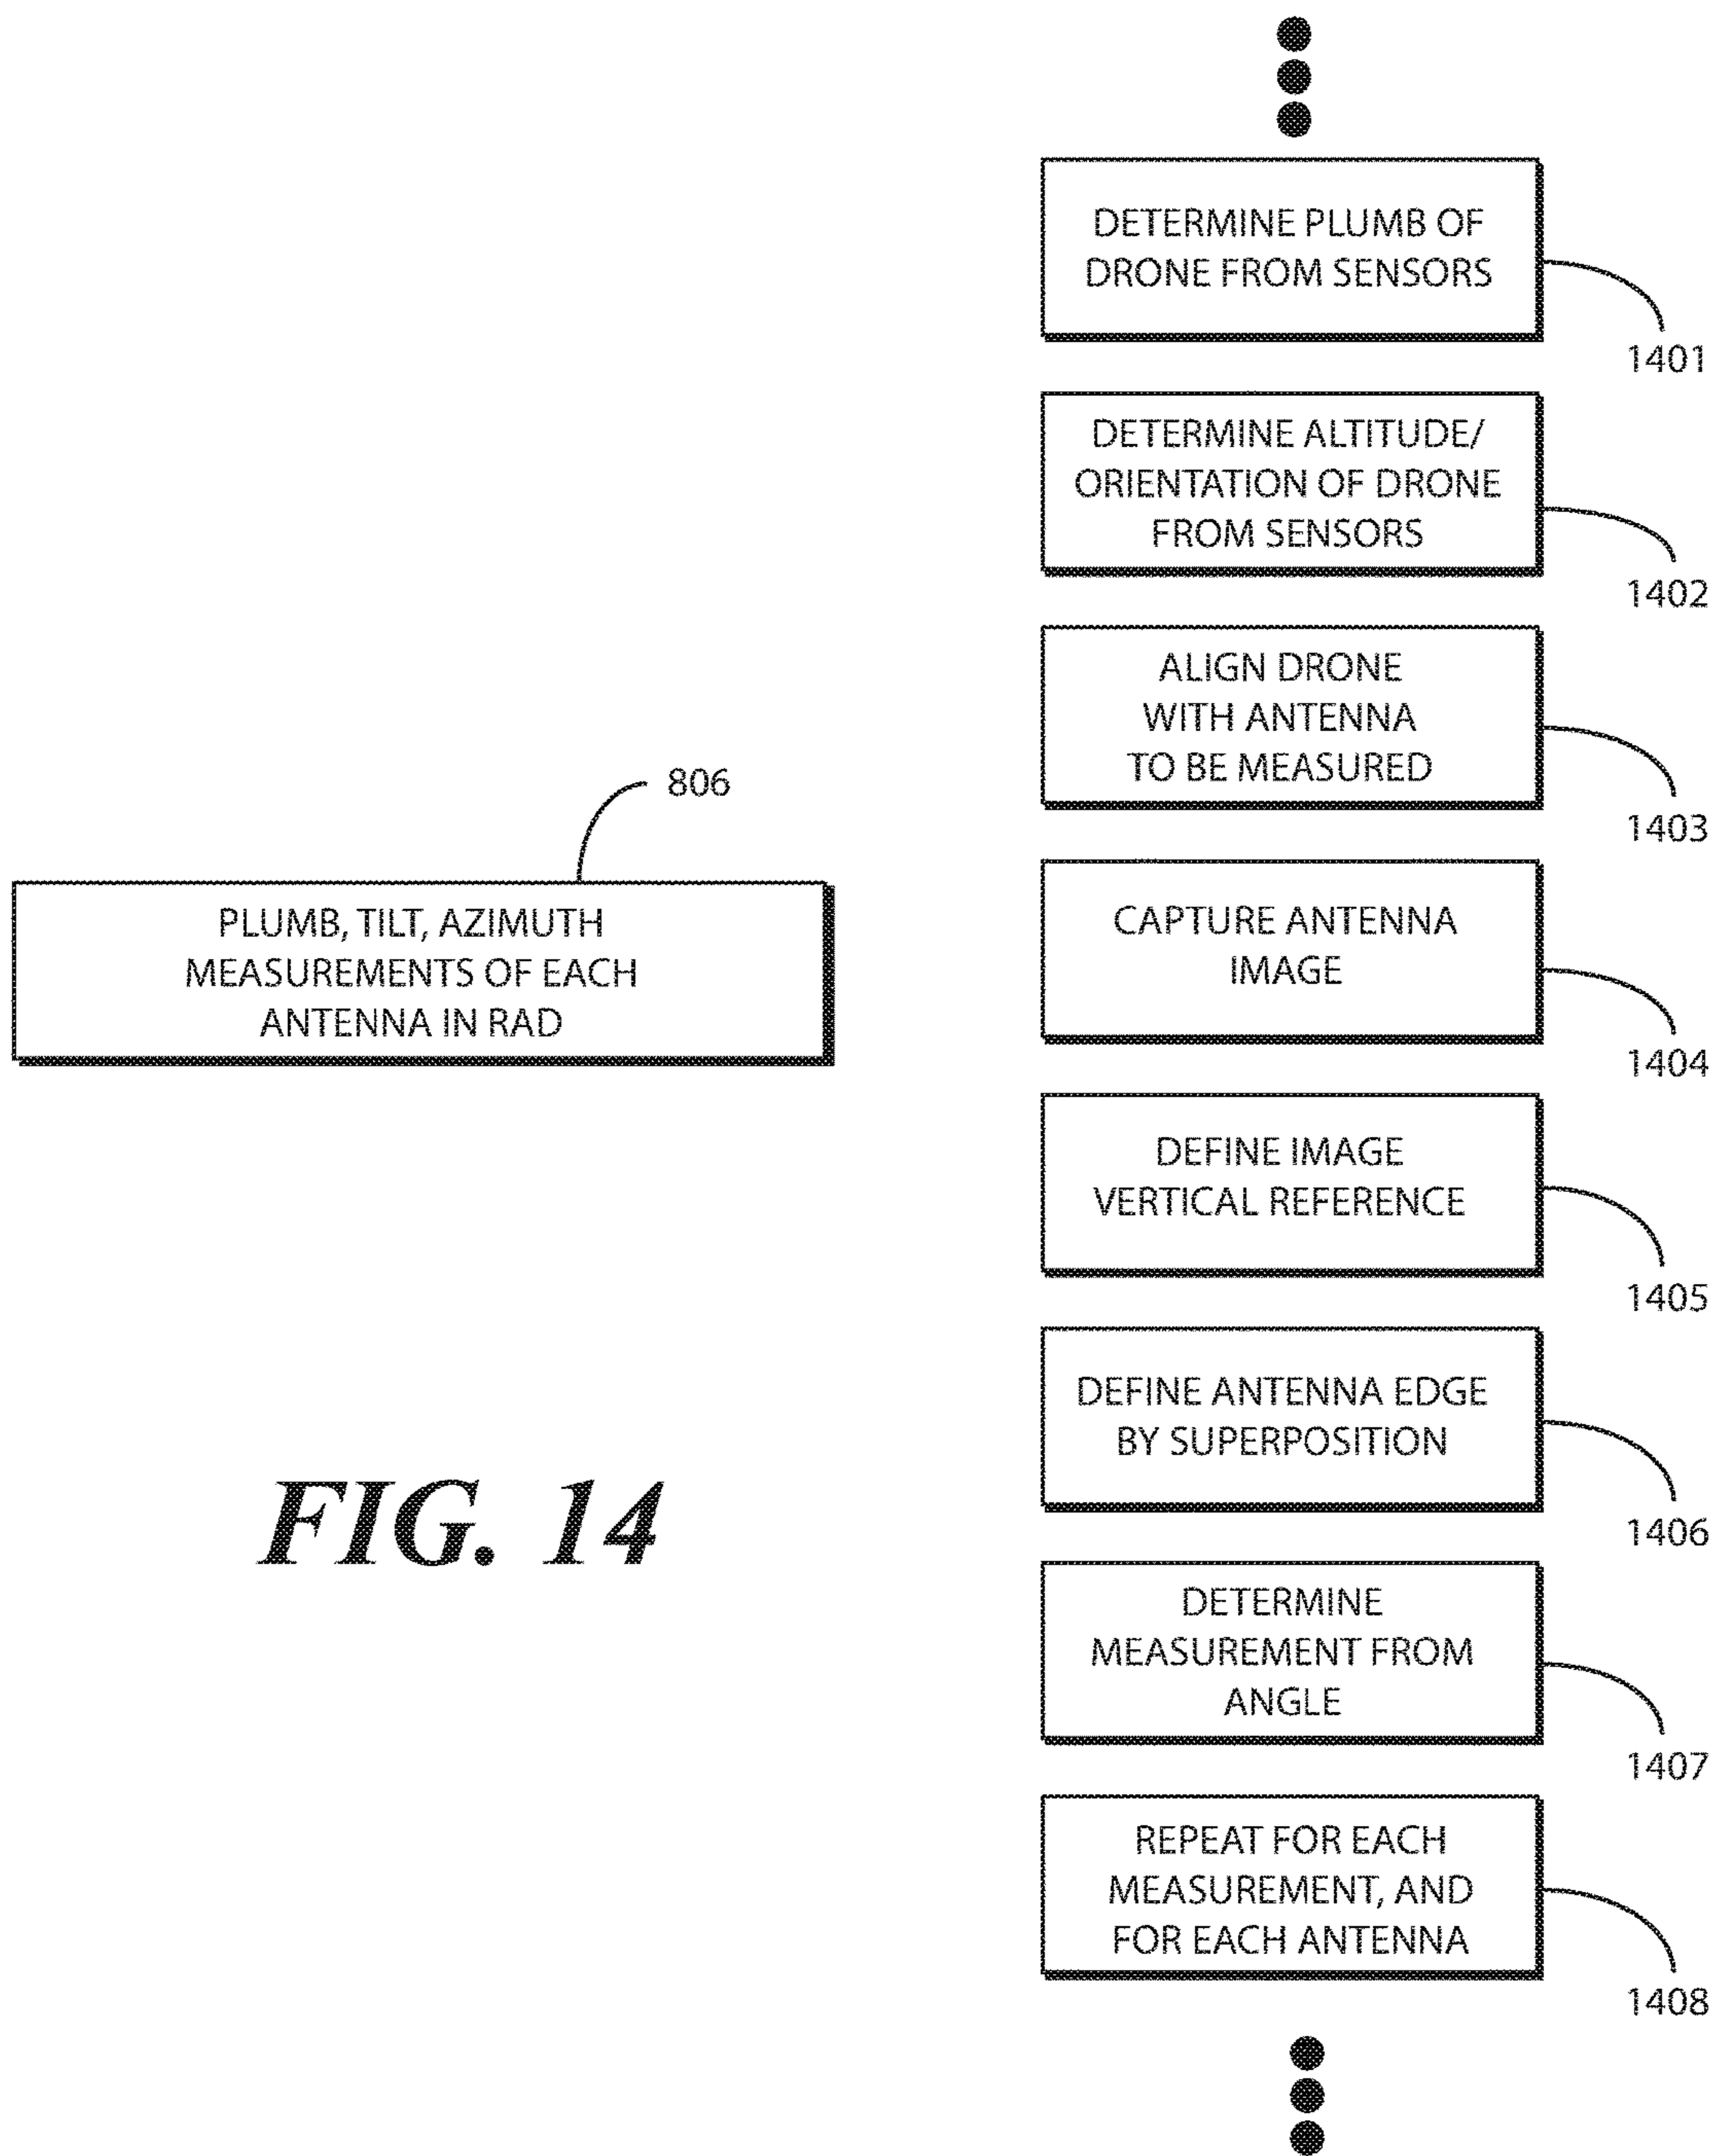 DETERMINE PLUMB OF
DRONE FROM SENSORS
1401
DETERMINE ALTITUDE/
ORIENTATION OF DRONE
FROM SENSORS
1402
ALIGN DRONE
WITH ANTENNA
TO BE MEASURED
1403
806
PLUMB, TILT, AZIMUTH
MEASUREMENTS OF EACH
ANTENNA IN RAD
CAPTURE ANTENNA
IMAGE
1404
DEFINE IMAGE
VERTICAL REFERENCE
1405
DEFINE ANTENNA EDGE
BY SUPERPOSITION
1406
DETERMINE
MEASUREMENT FROM
ANGLE
1407
REPEAT FOR EACH
MEASUREMENT, AND
FOR EACH ANTENNA
1408
FIG. 14